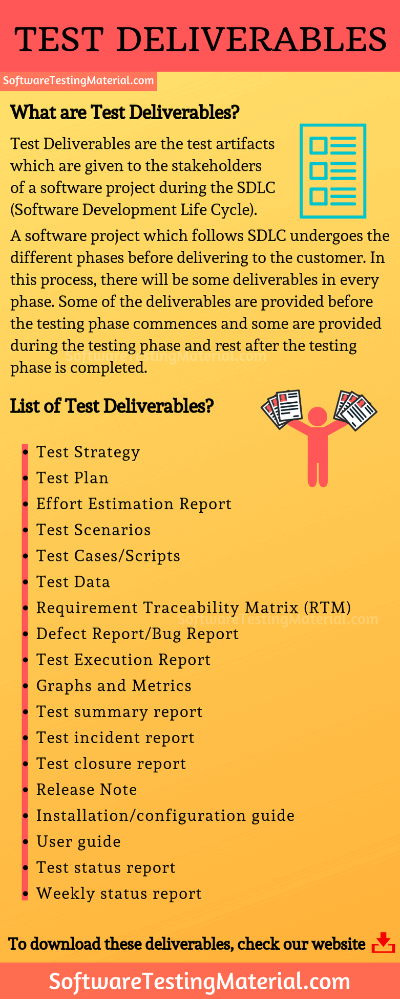 TEST DELIVERABLES
SoftwareTestingMaterial.com
What are Test Deliverables?
Test Deliverables are the test artifacts
which are given to the stakeholders
of a software project during the SDLC
(Software Development Life Cycle).
A software project which follows SDLC undergoes the
different phases before delivering to the customer. In
this process, there will be some deliverables in every
phase. Some of the deliverables are provided before
the testing phase commences and some are provided
during the testing phase and rest after the testing
SoftwareTestingMaterial.com
phase is completed.
List of Test Deliverables?
• Test Strategy
• Test Plan
• Effort Estimation Report
• Test Scenarios
• Test Cases/Scripts
• Test Data
• Requirement Traceability Matrix (RTM)
SoftwareTestingMaterial.com
• Defect Report/Bug Report
• Test Execution Report
• Graphs and Metrics
• Test summary report
• Test incident report
• Test closure report
• Release Note
• Installation/configuration guide
• User guide
• Test status report
• Weekly status report
To download these deliverables, check our website
SoftwareTestingMaterial.com